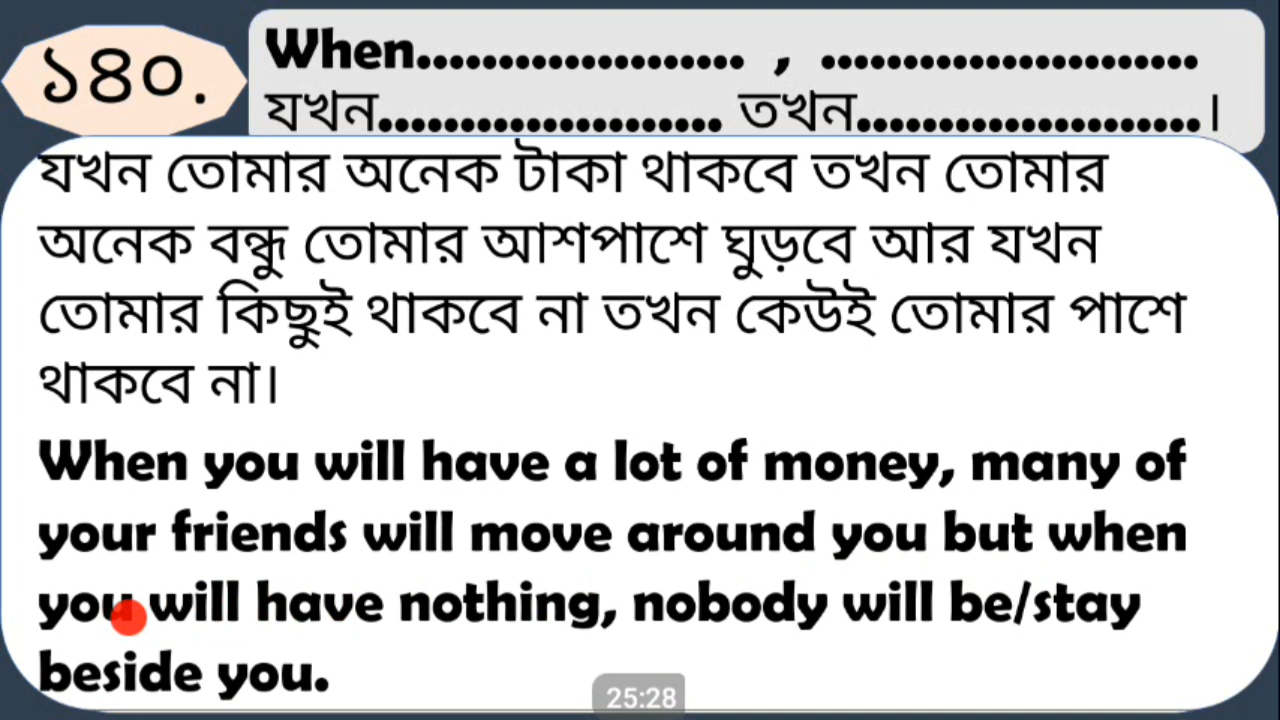 ১৪০.
When.................... , .......................
যখন..................... তখন.....................।
যখন তোমার অনেক টাকা থাকবে তখন তোমার
অনেক বন্ধু তোমার আশপাশে ঘুড়বে আর যখন
তোমার কিছুই থাকবে না তখন কেউই তোমার পাশে
থাকবে না।
When you will have a lot of money, many of
your friends will move around you but when
you will have nothing, nobody will be/stay
beside you.
25:28